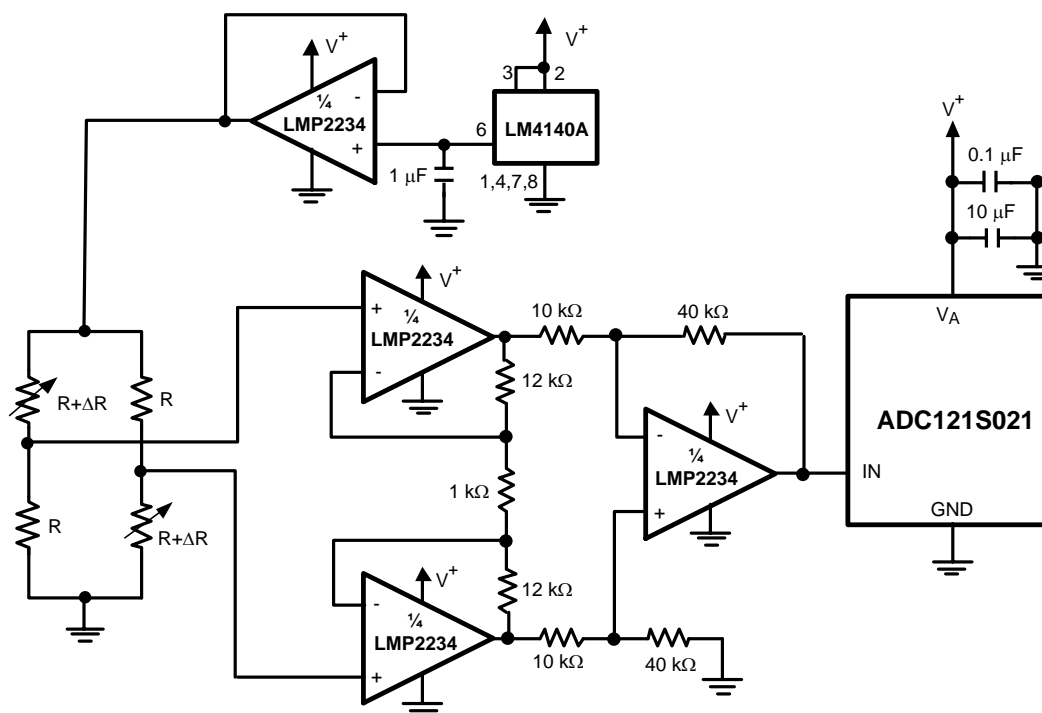 V+
¼
LMP2234
-
+
V+
3
2
6
LM4140A
1 µF
1,4,7,8
V+
0.1 µF
10 µF
VA
ADC121S021
IN
GND
V+
+
¼
LMP2234
-
10 kΩ
40 kΩ
12 kΩ
R+ΔR
R
V+
-
¼
LMP2234
+
1 kΩ
R
R+ΔR
V+
-
¼
LMP2234
+
12 kΩ
10 kΩ
40 kΩ